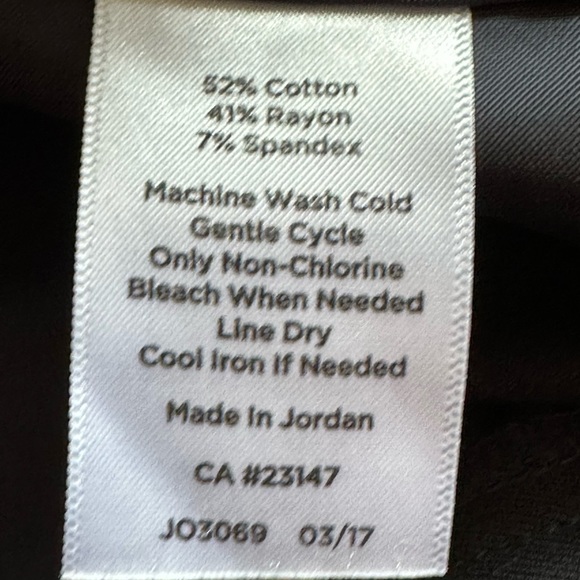 52% Cotton
41% Rayon
7% Spandex
Machine Wash Cold
Gentle Cycle
Only Non-Chlorine
Bleach When Needed
Line Dry
Cool Iron If Needed
Made In Jordan
CA #23147
JO3069 03/17